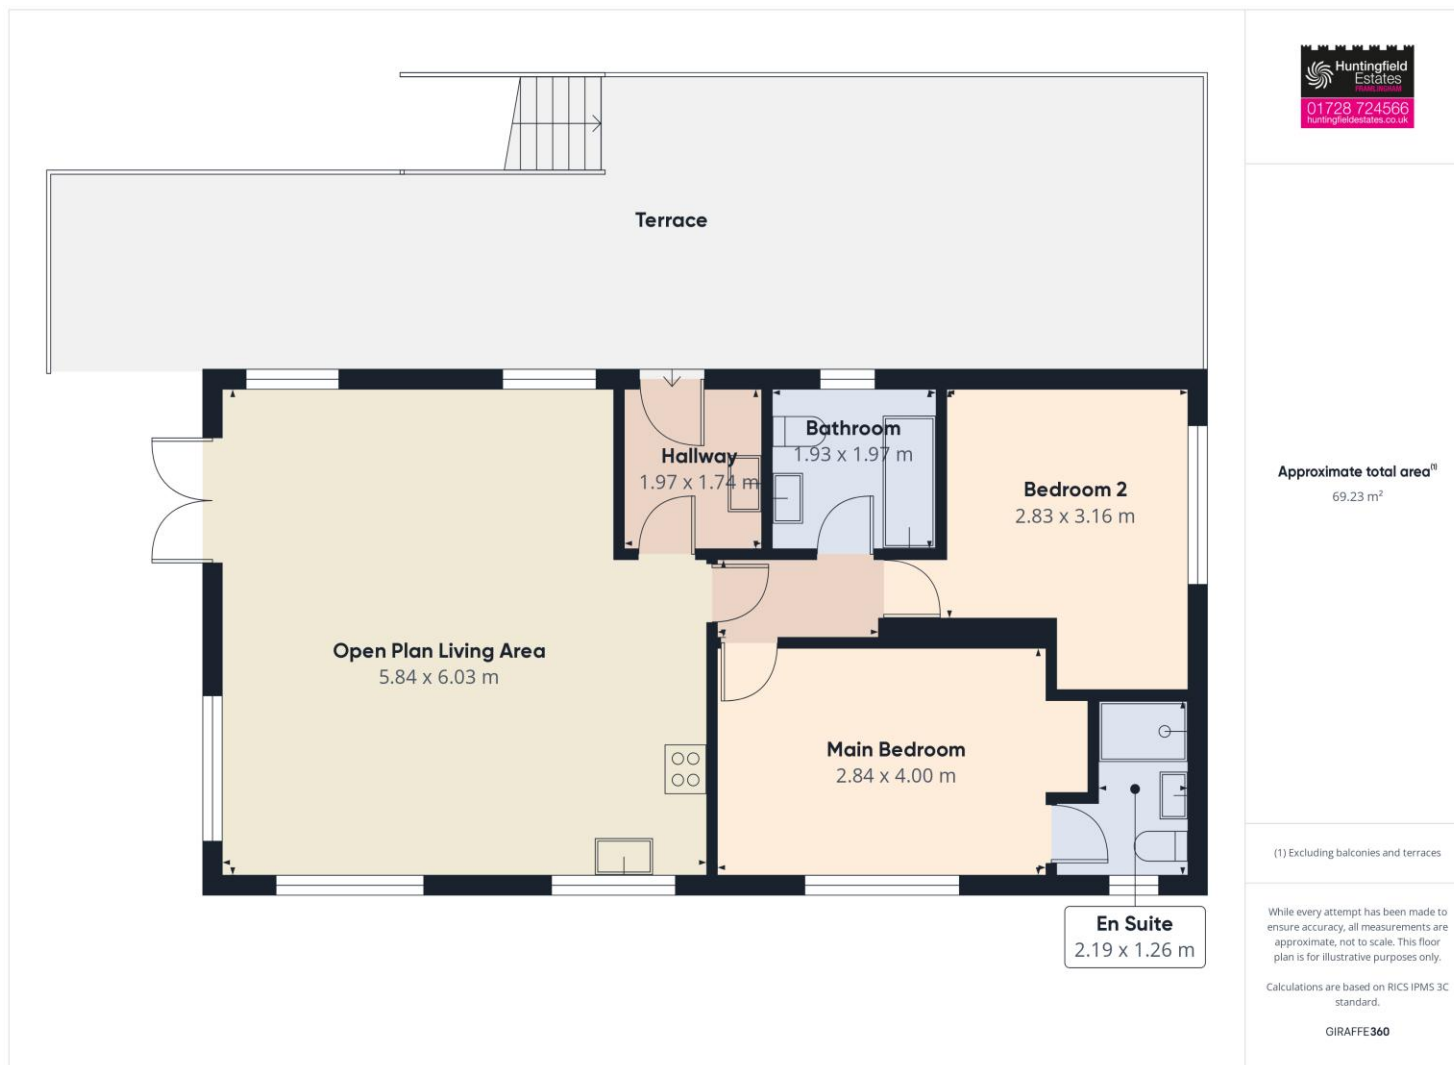 Huntingfield
Estates
FRAMLINGHAM
01728 724566
huntingfieldestates.co.uk
Terrace
Bathroom
1.93 x 1.97 m
Hallway
1.97 x 1.74 m
Bedroom 2
2.83 x 3.16 m
Open Plan Living Area
5.84 x 6.03 m
Main Bedroom
2.84 x 4.00 m
En Suite
2.19 x 1.26 m
Approximate total area(1)
69.23 m²
(1) Excluding balconies and terraces
While every attempt has been made to
ensure accuracy, all measurements are
approximate, not to scale. This floor
plan is for illustrative purposes only.
Calculations are based on RICS IPMS 3C
standard.
GIRAFFE360